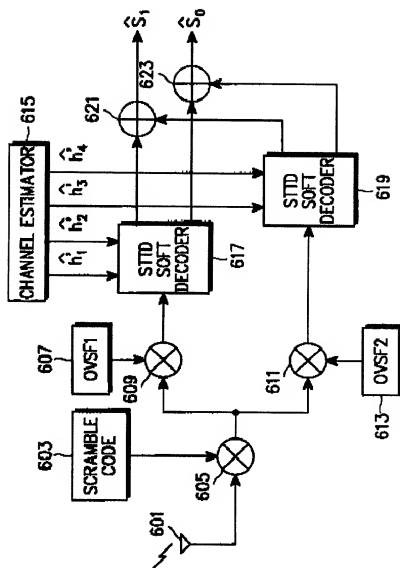 601
605
603
SCRAMBLE
CODE
607
OVSF1
609
611
OVSF2
613
CHANNEL ESTIMATOR
615
ĥ1
ĥ2
ĥ3
ĥ4
STTD
SOFT
DECODER
617
STTD
SOFT
DECODER
619
621
623
Ŝ1
Ŝ0